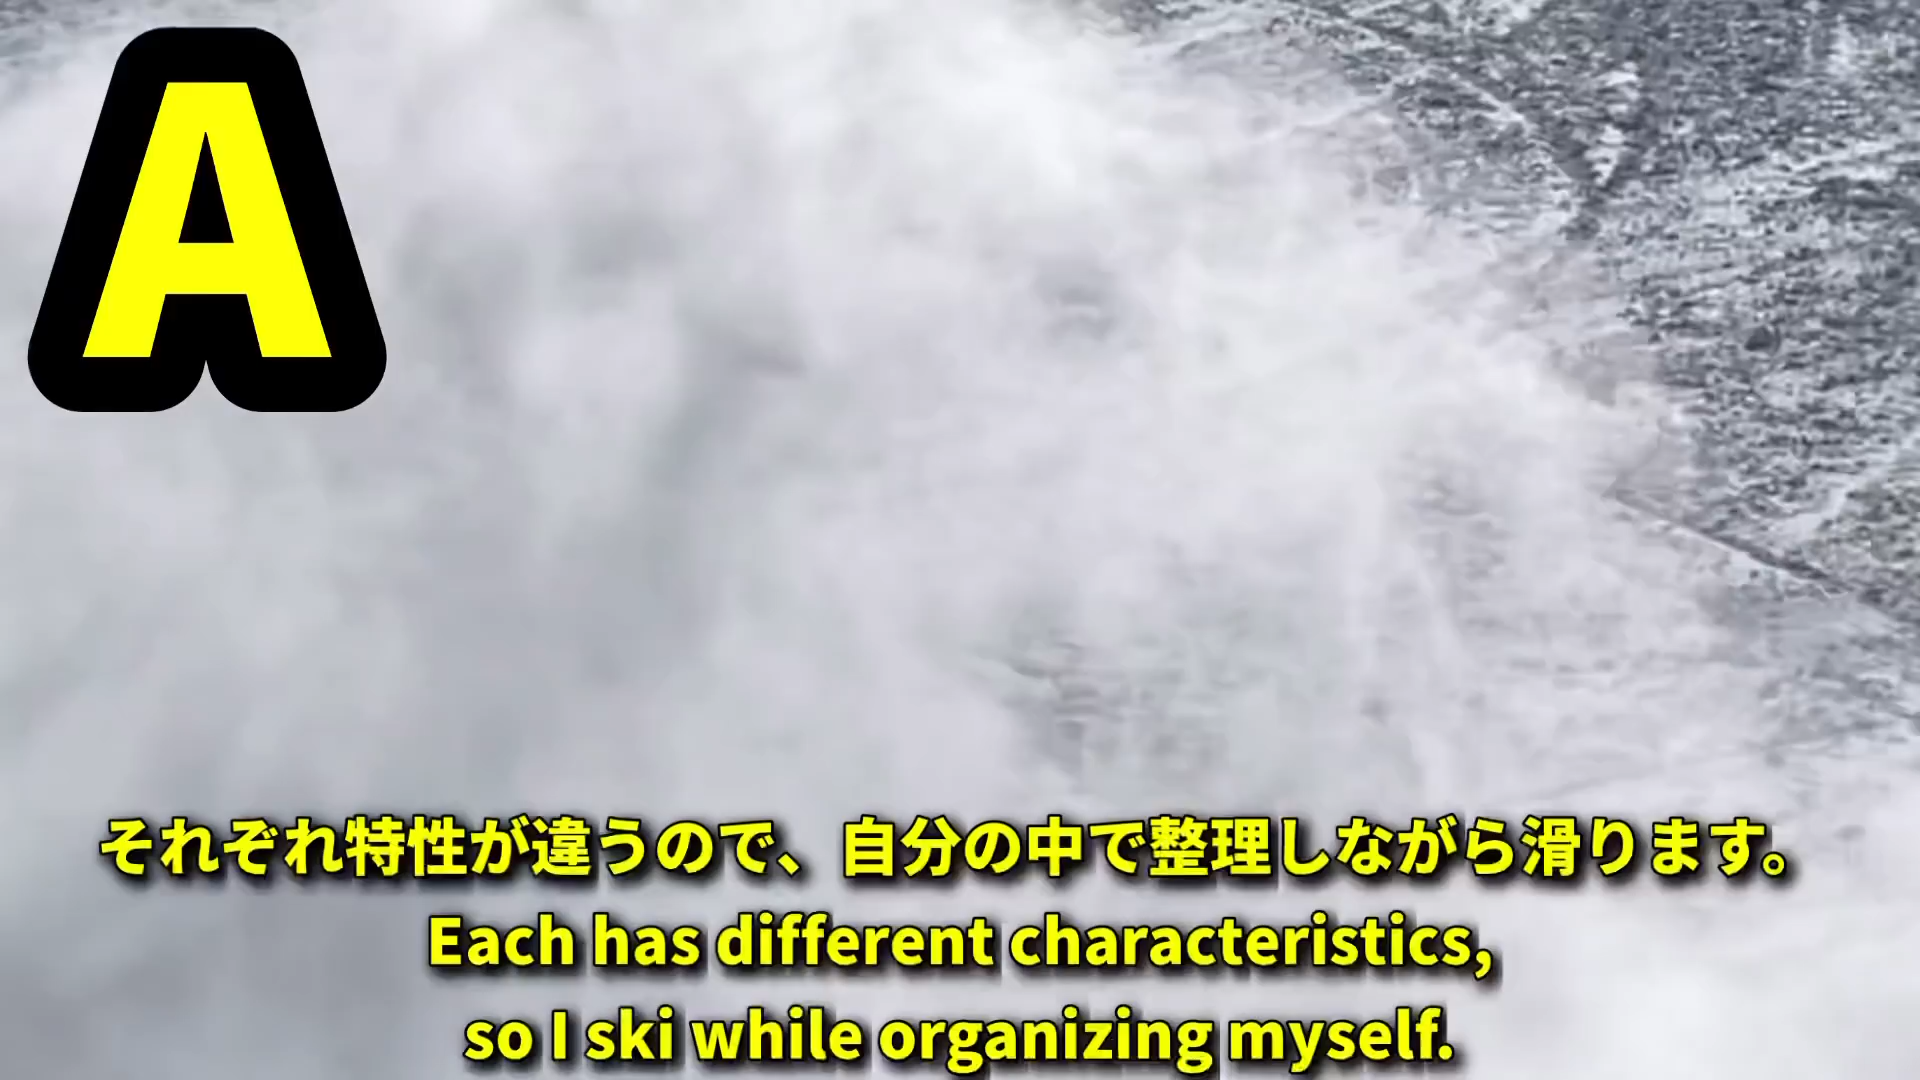 A
それぞれ特性が違うので、自分の中で整理しながら滑ります。
Each has different characteristics,
so I ski while organizing myself.